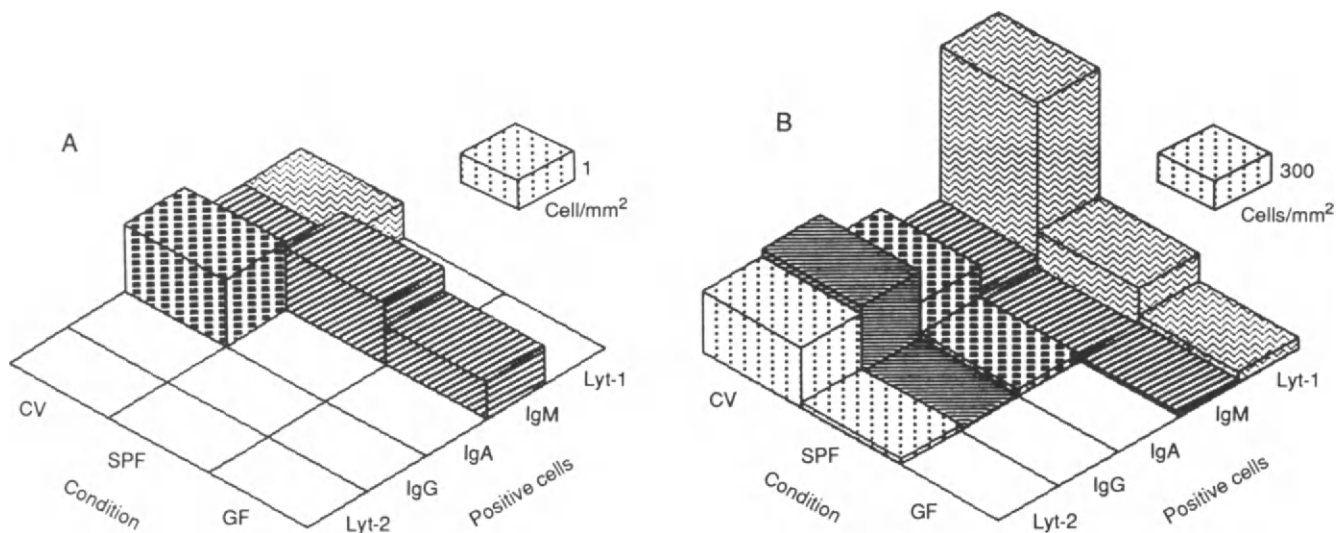 A
1
Cell/mm²
CV
SPF
GF
Condition
Lyt-2
IgG
IgA
IgM
Lyt-1
Positive cells
B
300
Cells/mm²
CV
SPF
GF
Condition
Lyt-2
IgG
IgA
IgM
Lyt-1
Positive cells